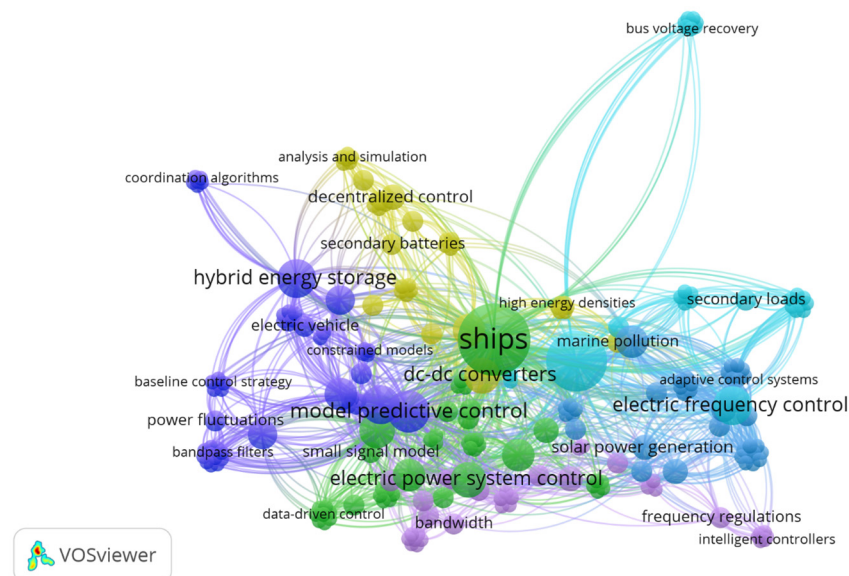 bus voltage recovery
analysis and simulation
coordination algorithms
decentralized control
secondary batteries
hybrid energy storage
high energy densities
secondary loads
electric vehicle
ships
marine pollution
constrained models
dc-dc converters
baseline control strategy
adaptive control systems
model predictive control
electric frequency control
power fluctuations
bandpass filters
small signal model
solar power generation
electric power system control
data-driven control
bandwidth
frequency regulations
intelligent controllers
VOSviewer